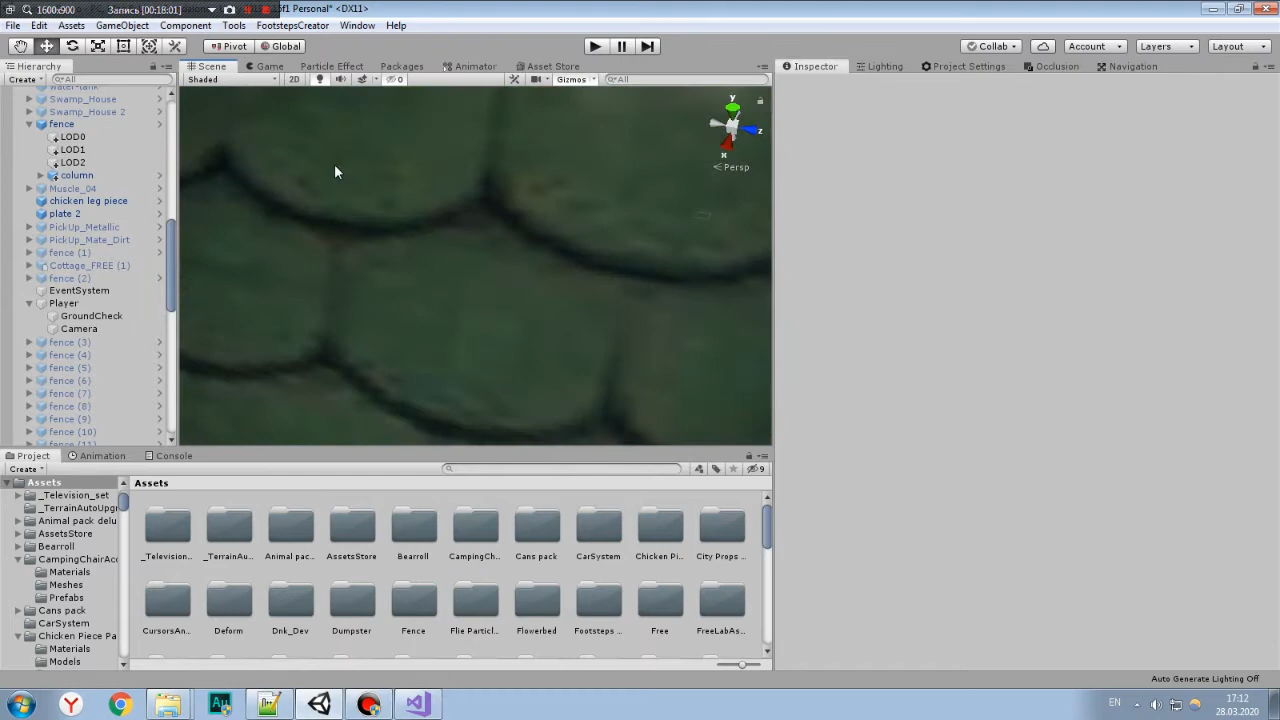 1600x900 Запись [00:18:01] 5f1 Personal* <DX11>
File Edit Assets GameObject Component Tools FootstepsCreator Window Help
Pivot Global Collab Account Layers Layout
Hierarchy Scene Game Particle Effect Packages Animator Asset Store Inspector Lighting Project Settings Occlusion Navigation
Create All Shaded 2D 0 Gizmos All
Swamp_House
Swamp_House 2
fence
LOD0
LOD1
LOD2
column
Muscle_04
chicken leg piece
plate 2
PickUp_Metallic
PickUp_Mate_Dirt
fence (1)
Cottage_FREE (1)
fence (2)
EventSystem
Player
GroundCheck
Camera
fence (3)
fence (4)
fence (5)
fence (6)
fence (7)
fence (8)
fence (9)
fence (10)
fence (11)
y
z
x
Persp
Project Animation Console
Create 9
Assets
_Television_set
_TerrainAutoUpgr
Animal pack delu
AssetsStore
Bearroll
CampingChairAcc
Materials
Meshes
Prefabs
Cans pack
CarSystem
Chicken Piece Pa
Materials
Models
Assets
_Television... _TerrainAu... Animal pac... AssetsStore Bearroll CampingCh... Cans pack CarSystem Chicken Pi... City Props ...
CursorsAn... Deform Dnk_Dev Dumpster Fence Flie Particl... Flowerbed Footsteps ... Free FreeLabAs...
Auto Generate Lighting Off
EN 17:12
28.03.2020